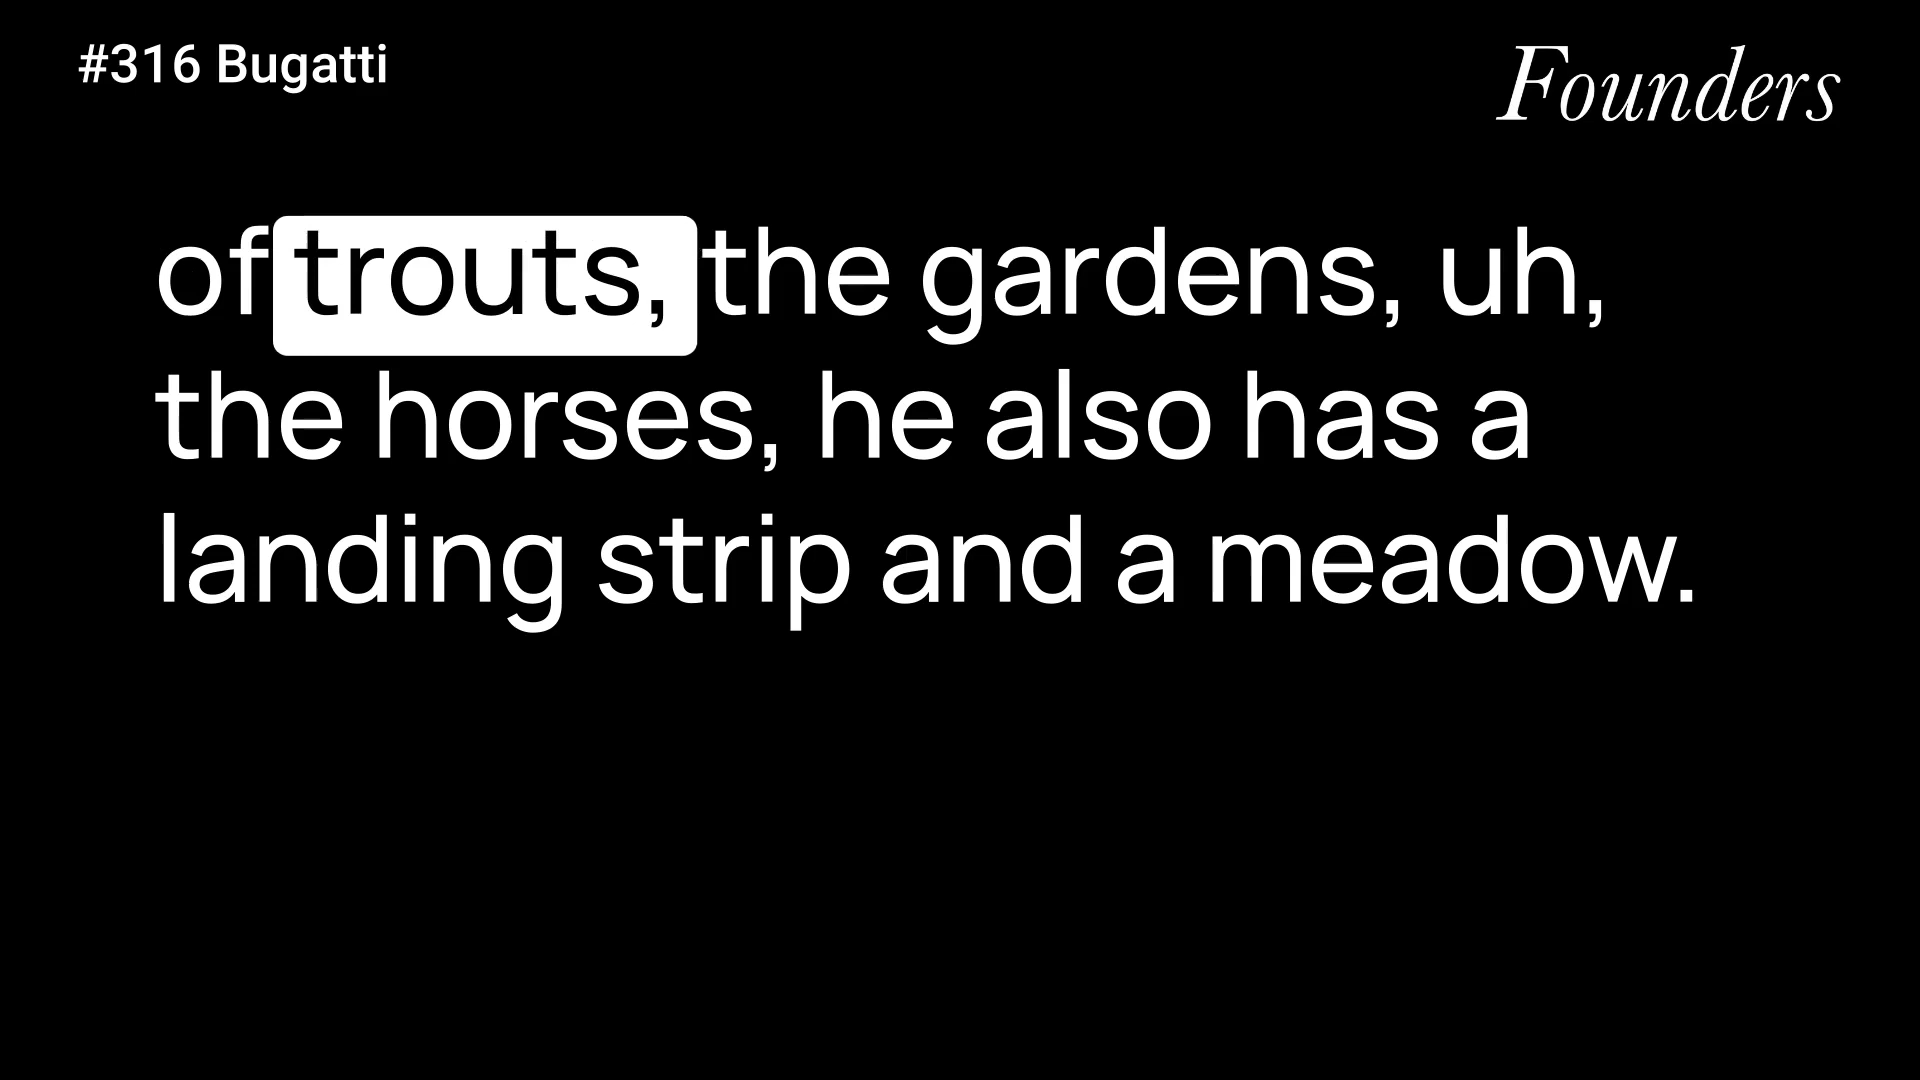 #316 Bugatti
Founders
of trouts, the gardens, uh,
the horses, he also has a
landing strip and a meadow.